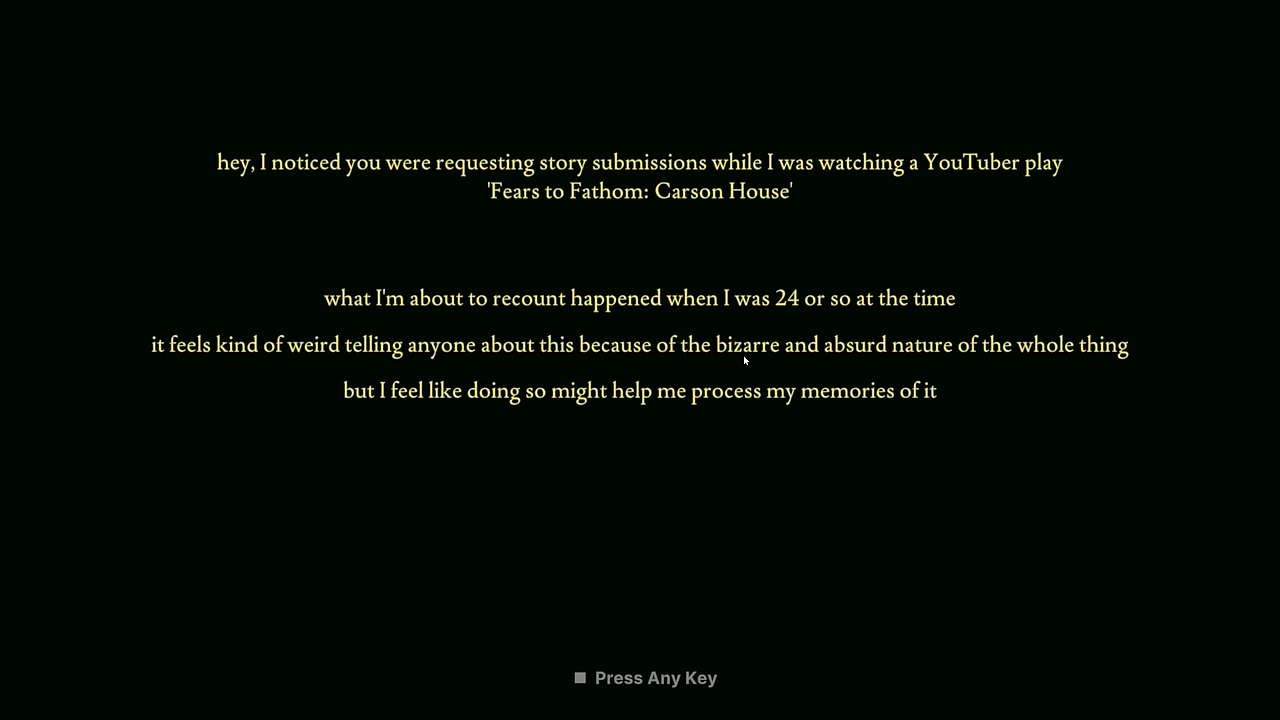 hey, I noticed you were requesting story submissions while I was watching a YouTuber play
'Fears to Fathom: Carson House'
what I'm about to recount happened when I was 24 or so at the time
it feels kind of weird telling anyone about this because of the bizarre and absurd nature of the whole thing
but I feel like doing so might help me process my memories of it
Press Any Key